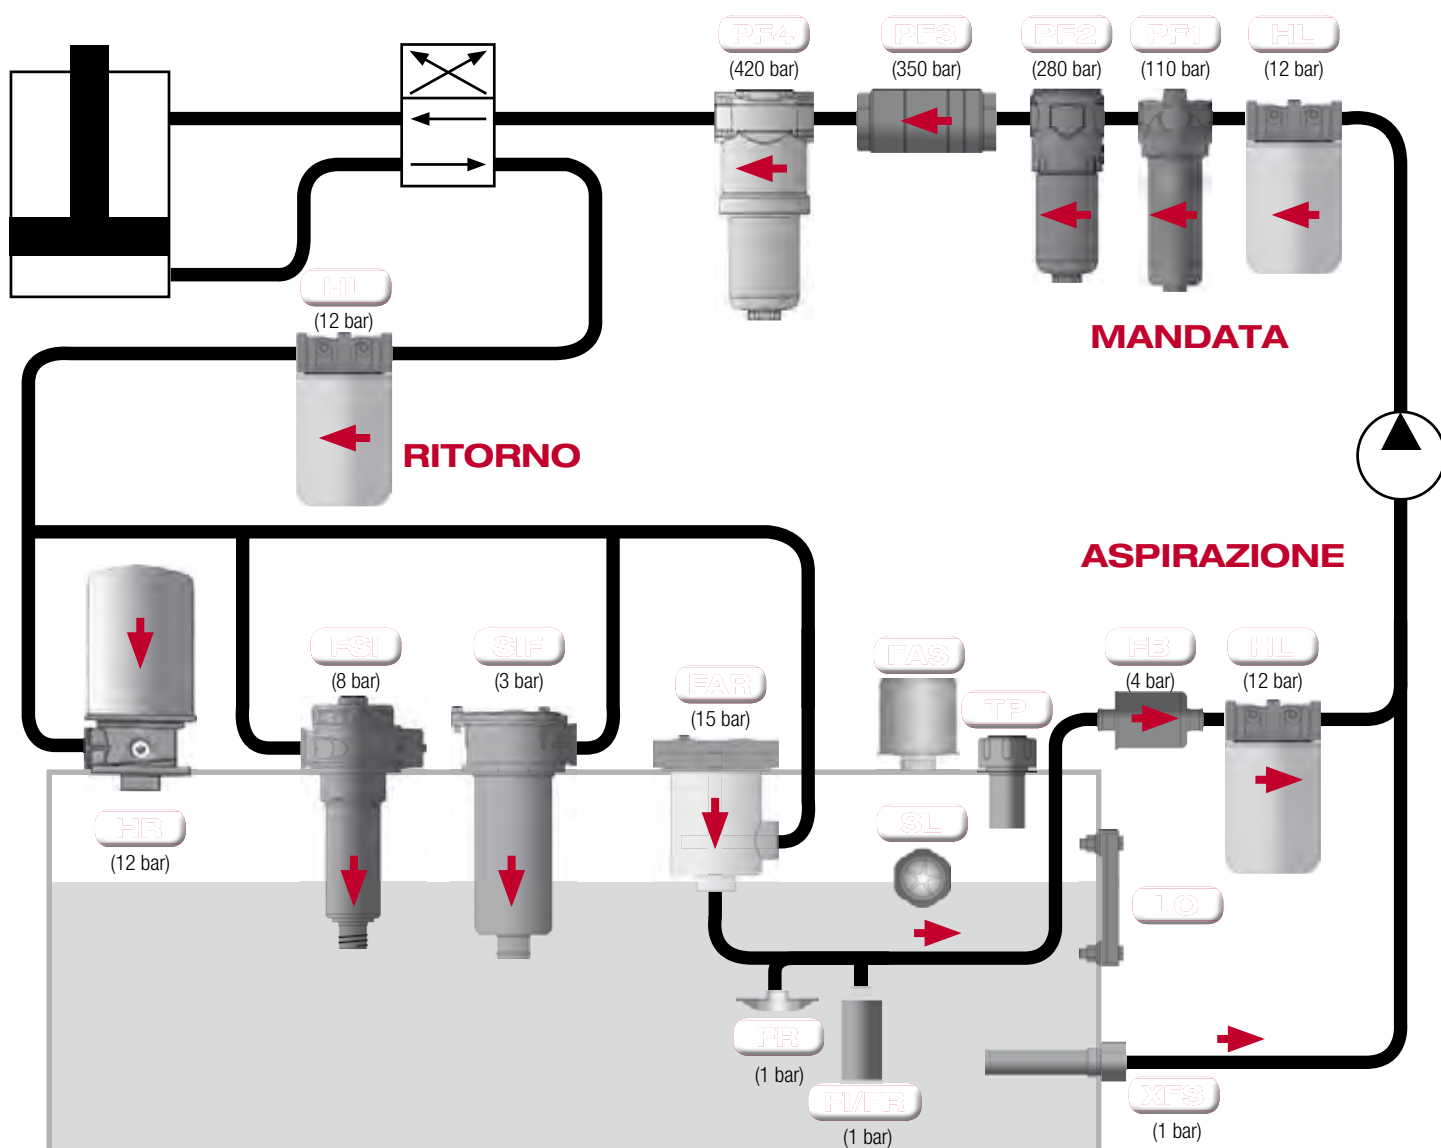 PF4
PF3
PF2
PF1
HL
(420 bar)
(350 bar)
(280 bar)
(110 bar)
(12 bar)
HL
(12 bar)
MANDATA
RITORNO
ASPIRAZIONE
FSI
(8 bar)
SIF
(3 bar)
FAR
(15 bar)
FAS
TP
FB
(4 bar)
HL
(12 bar)
HR
(12 bar)
SL
LO
FR
(1 bar)
FI/FR
(1 bar)
XFS
(1 bar)